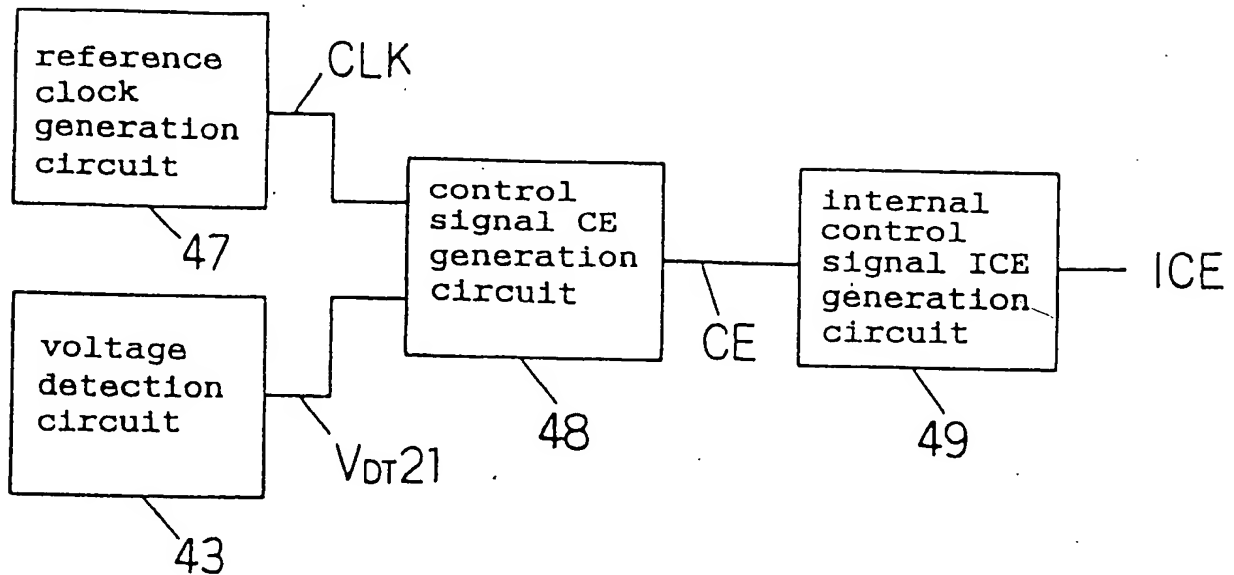 reference
clock
generation
circuit
CLK
47
voltage
detection
circuit
VDT21
43
control
signal CE
generation
circuit
48
CE
internal
control
signal ICE
generation
circuit
49
ICE